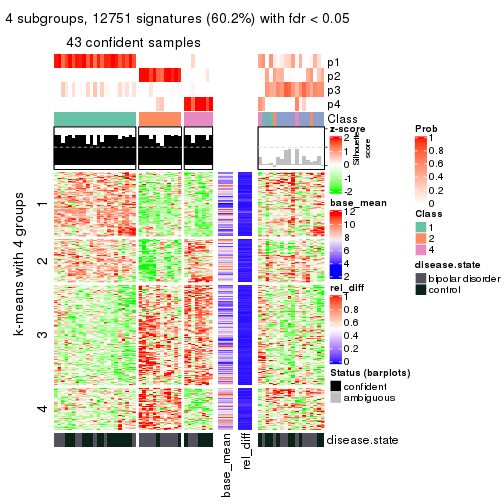 4 subgroups, 12751 signatures (60.2%) with fdr < 0.05
43 confident samples
p1
p2
p3
p4
Class
z-score
2
1
0
-1
-2
Silhouette
score
base_mean
12
10
8
6
4
2
rel_diff
1
0.8
0.6
0.4
0.2
0
Status (barplots)
confident
ambiguous
Prob
1
0.8
0.6
0.4
0.2
0
Class
1
2
4
disease.state
bipolar disorder
control
k-means with 4 groups
1
2
3
4
disease.state
base_mean
rel_diff